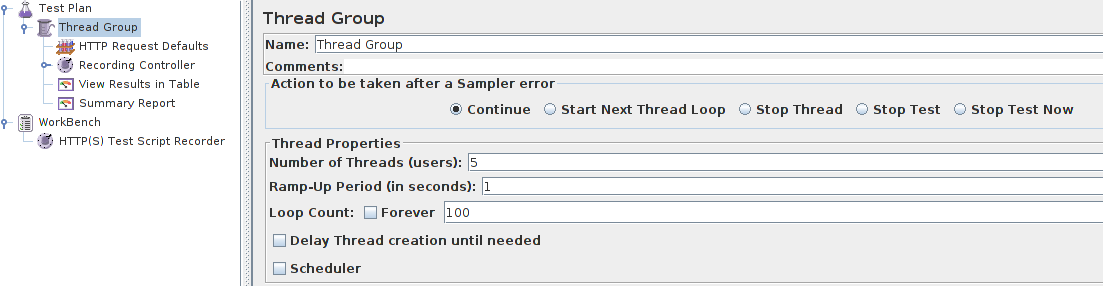 Test Plan
Thread Group
HTTP Request Defaults
Recording Controller
View Results in Table
Summary Report
WorkBench
HTTP(S) Test Script Recorder
Thread Group
Name: Thread Group
Comments:
Action to be taken after a Sampler error
Continue Start Next Thread Loop Stop Thread Stop Test Stop Test Now
Thread Properties
Number of Threads (users): 5
Ramp-Up Period (in seconds): 1
Loop Count: Forever 100
Delay Thread creation until needed
Scheduler